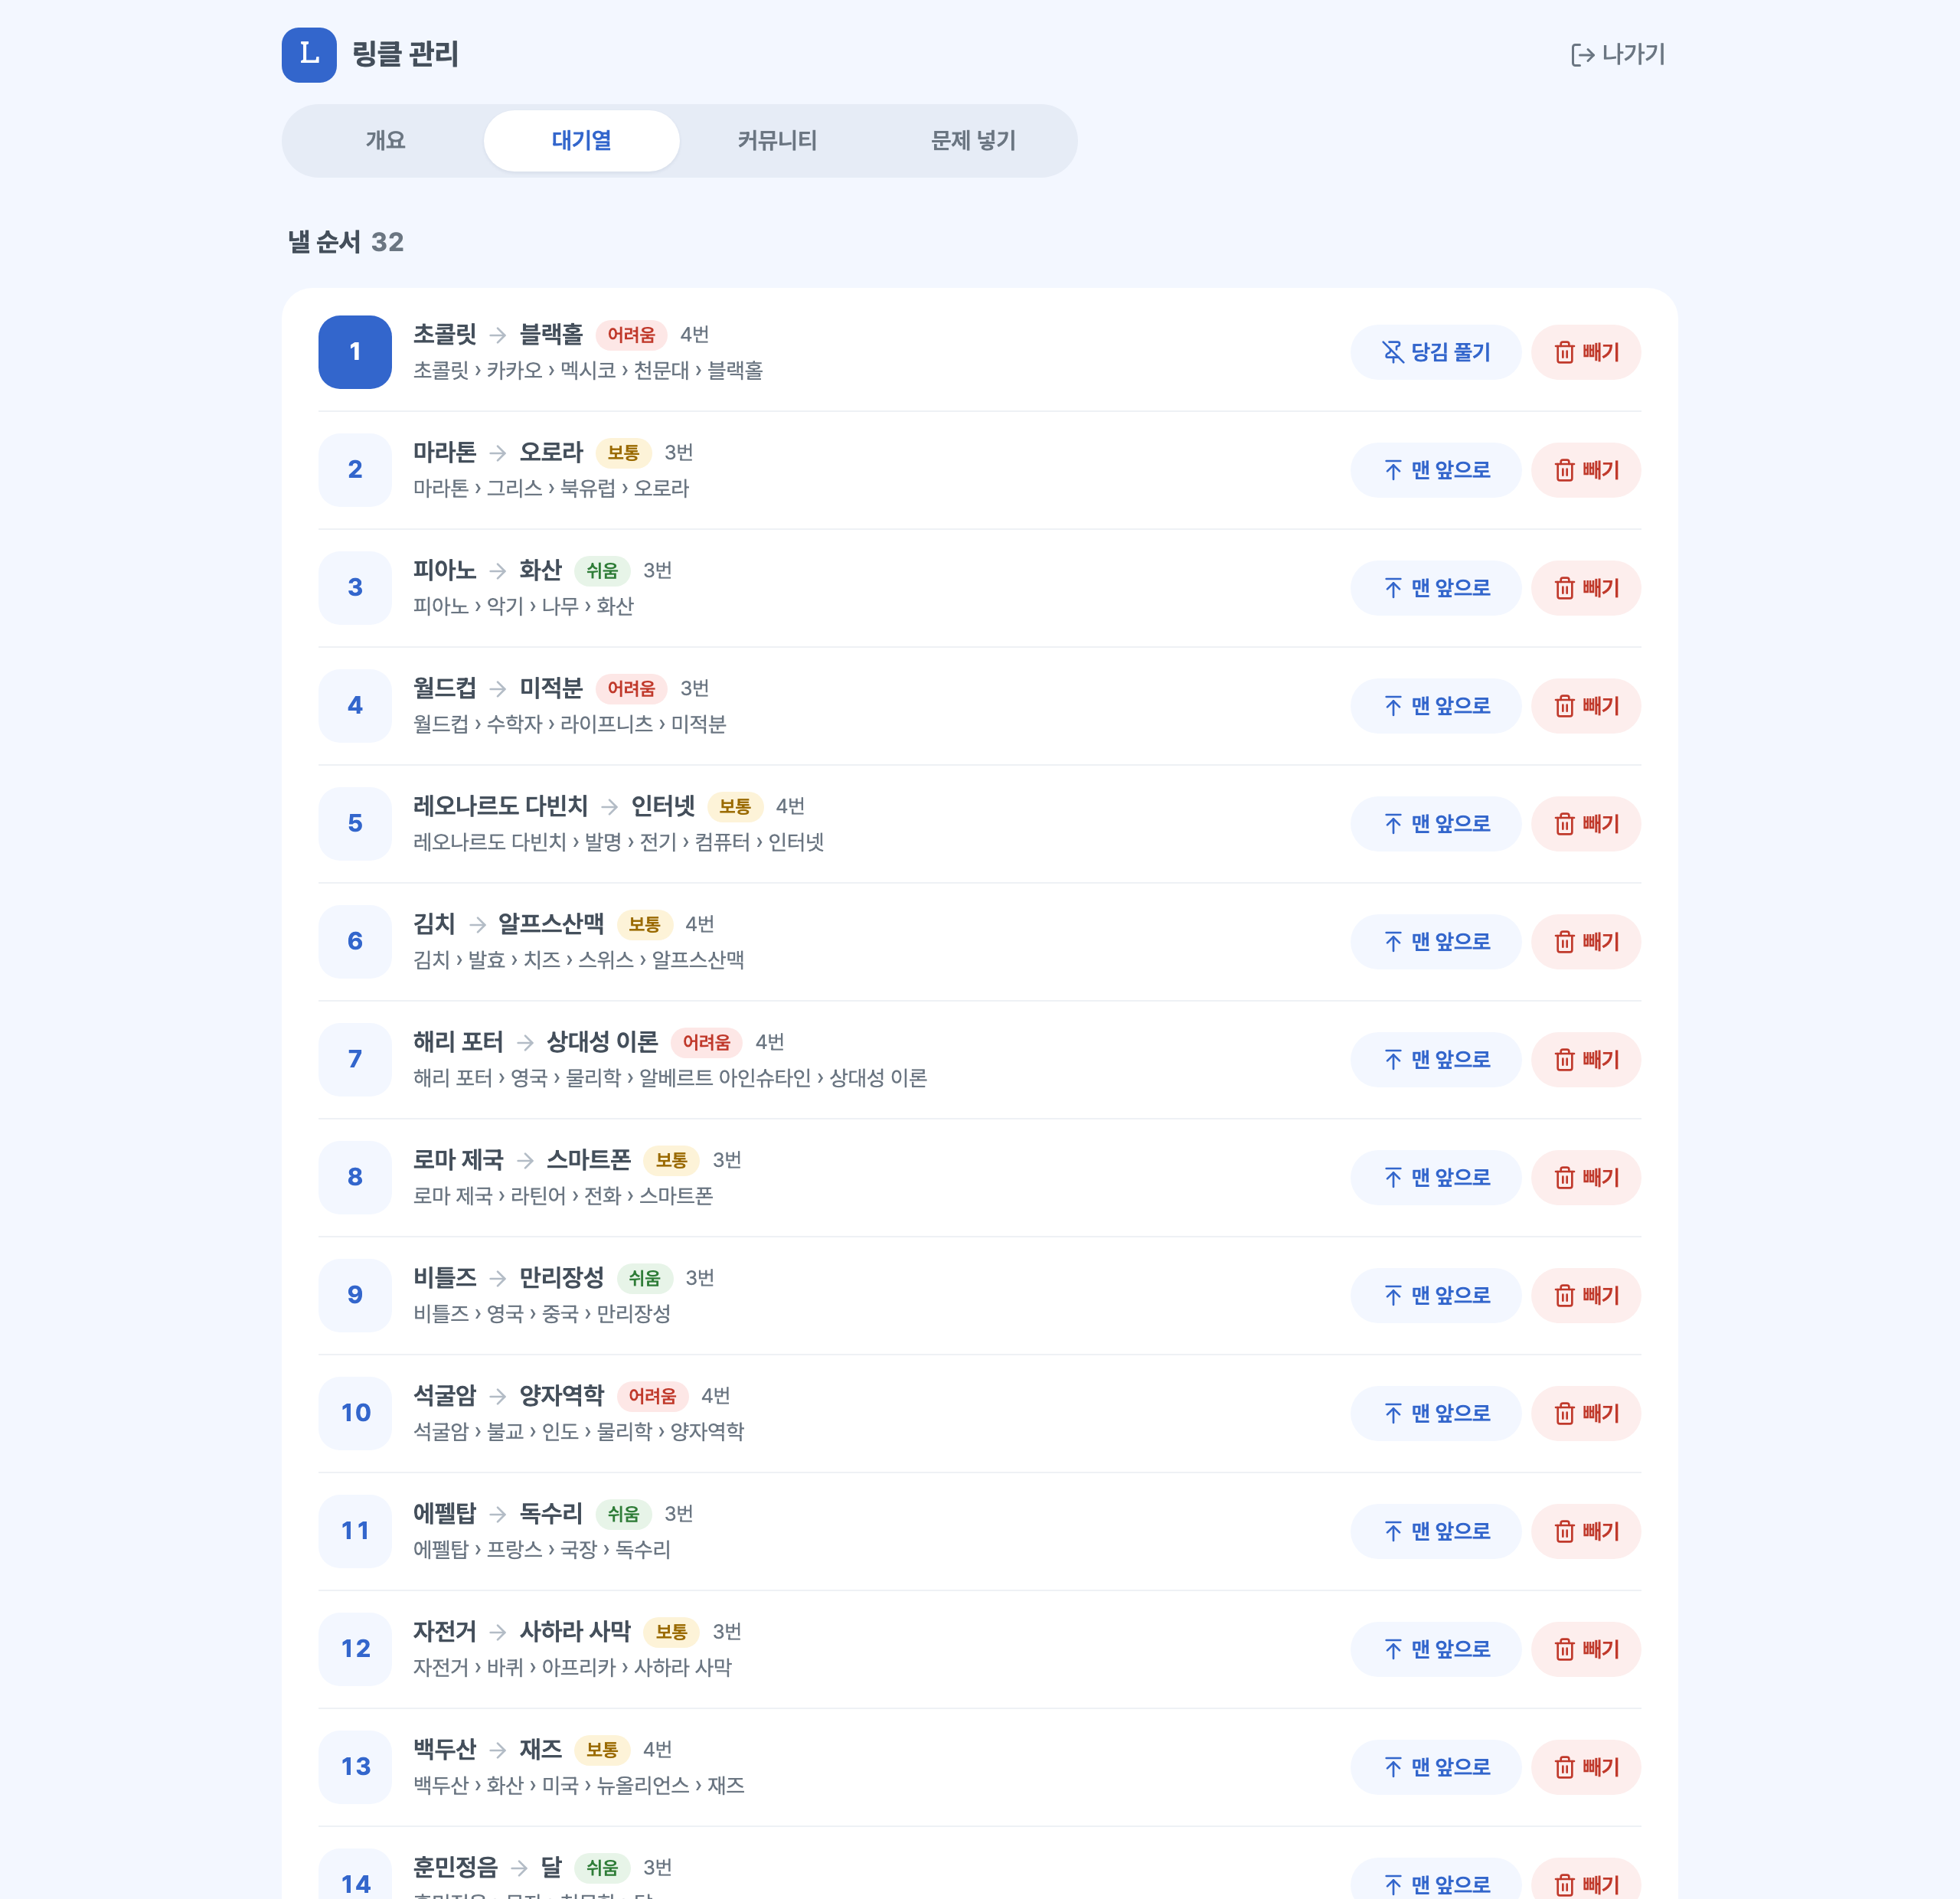 L 링클 관리
나가기
개요 대기열 커뮤니티 문제 넣기
낼 순서 32
1 초콜릿 → 블랙홀 어려움 4번
초콜릿 › 카카오 › 멕시코 › 천문대 › 블랙홀
당김 풀기 빼기
2 마라톤 → 오로라 보통 3번
마라톤 › 그리스 › 북유럽 › 오로라
맨 앞으로 빼기
3 피아노 → 화산 쉬움 3번
피아노 › 악기 › 나무 › 화산
맨 앞으로 빼기
4 월드컵 → 미적분 어려움 3번
월드컵 › 수학자 › 라이프니츠 › 미적분
맨 앞으로 빼기
5 레오나르도 다빈치 → 인터넷 보통 4번
레오나르도 다빈치 › 발명 › 전기 › 컴퓨터 › 인터넷
맨 앞으로 빼기
6 김치 → 알프스산맥 보통 4번
김치 › 발효 › 치즈 › 스위스 › 알프스산맥
맨 앞으로 빼기
7 해리 포터 → 상대성 이론 어려움 4번
해리 포터 › 영국 › 물리학 › 알베르트 아인슈타인 › 상대성 이론
맨 앞으로 빼기
8 로마 제국 → 스마트폰 보통 3번
로마 제국 › 라틴어 › 전화 › 스마트폰
맨 앞으로 빼기
9 비틀즈 → 만리장성 쉬움 3번
비틀즈 › 영국 › 중국 › 만리장성
맨 앞으로 빼기
10 석굴암 → 양자역학 어려움 4번
석굴암 › 불교 › 인도 › 물리학 › 양자역학
맨 앞으로 빼기
11 에펠탑 → 독수리 쉬움 3번
에펠탑 › 프랑스 › 국장 › 독수리
맨 앞으로 빼기
12 자전거 → 사하라 사막 보통 3번
자전거 › 바퀴 › 아프리카 › 사하라 사막
맨 앞으로 빼기
13 백두산 → 재즈 보통 4번
백두산 › 화산 › 미국 › 뉴올리언스 › 재즈
맨 앞으로 빼기
14 훈민정음 → 달 쉬움 3번
맨 앞으로 빼기